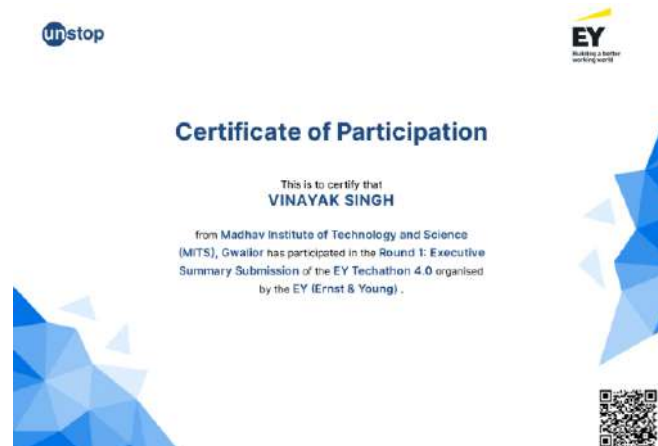 unstop
EY
Building a better
working world
Certificate of Participation
This is to certify that
VINAYAK SINGH
from Madhav Institute of Technology and Science
(MITS), Gwalior has participated in the Round 1: Executive
Summary Submission of the EY Techathon 4.0 organised
by the EY (Ernst & Young) .